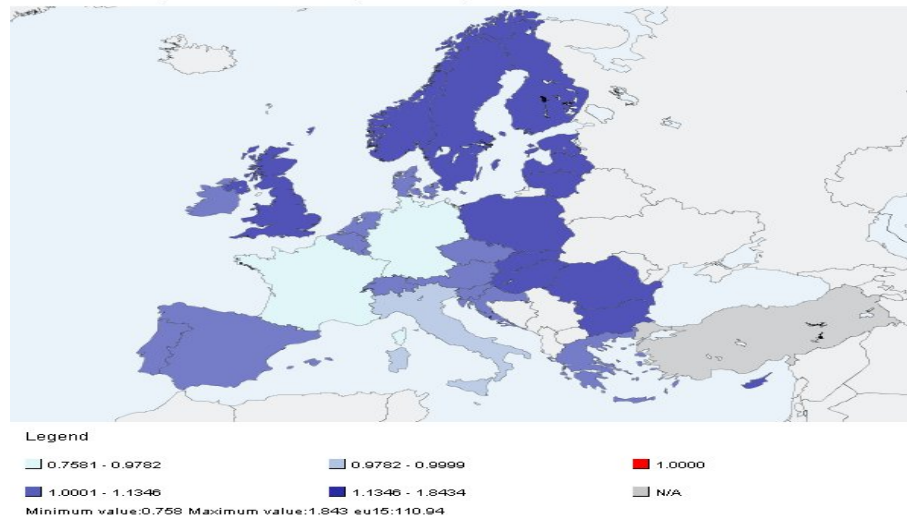 Legend
0.7581 - 0.9782
0.9782 - 0.9999
1.0000
1.0001 - 1.1346
1.1346 - 1.8434
N/A
Minimum value:0.758 Maximum value:1.843 eu15:110.94